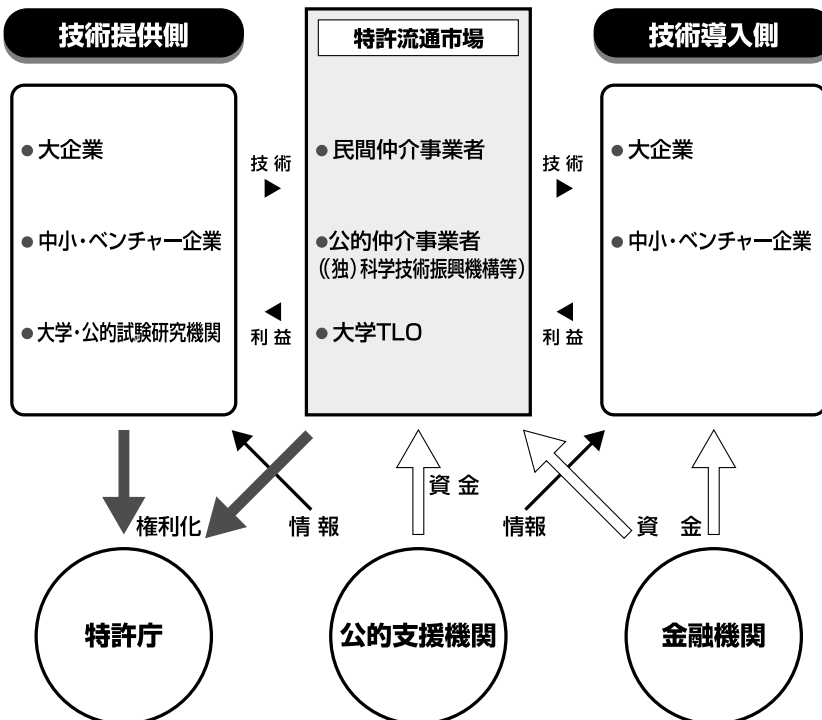 技術提供側
特許流通市場
技術導入側
●大企業
●中小・ベンチャー企業
●大学・公的試験研究機関
技術
▶
◀
利益
●民間仲介事業者
●公的仲介事業者
((独)科学技術振興機構等)
●大学TLO
技術
▶
◀
利益
●大企業
●中小・ベンチャー企業
権利化
情報
資金
情報
資金
特許庁
公的支援機関
金融機関